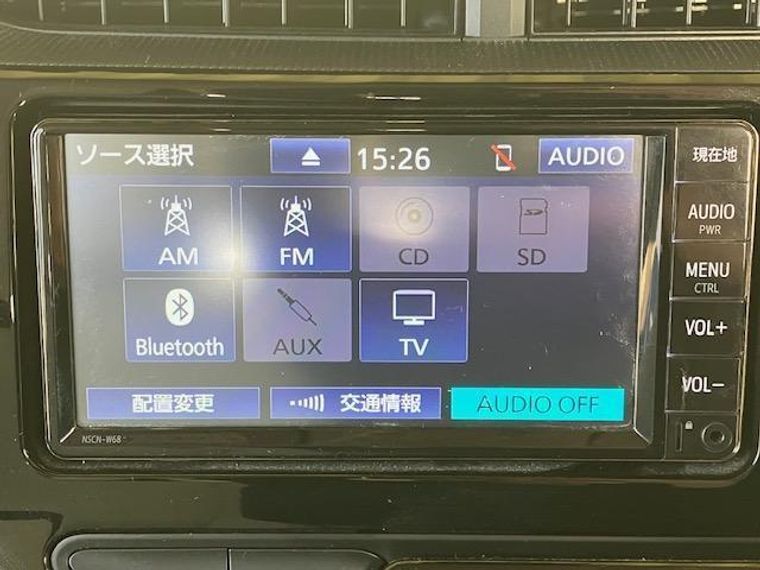 ソース選択 15:26 AUDIO
AM FM CD SD
Bluetooth AUX TV
配置変更 交通情報 AUDIO OFF
NSCN-W68
現在地
AUDIO
PWR
MENU
CTRL
VOL+
VOL−